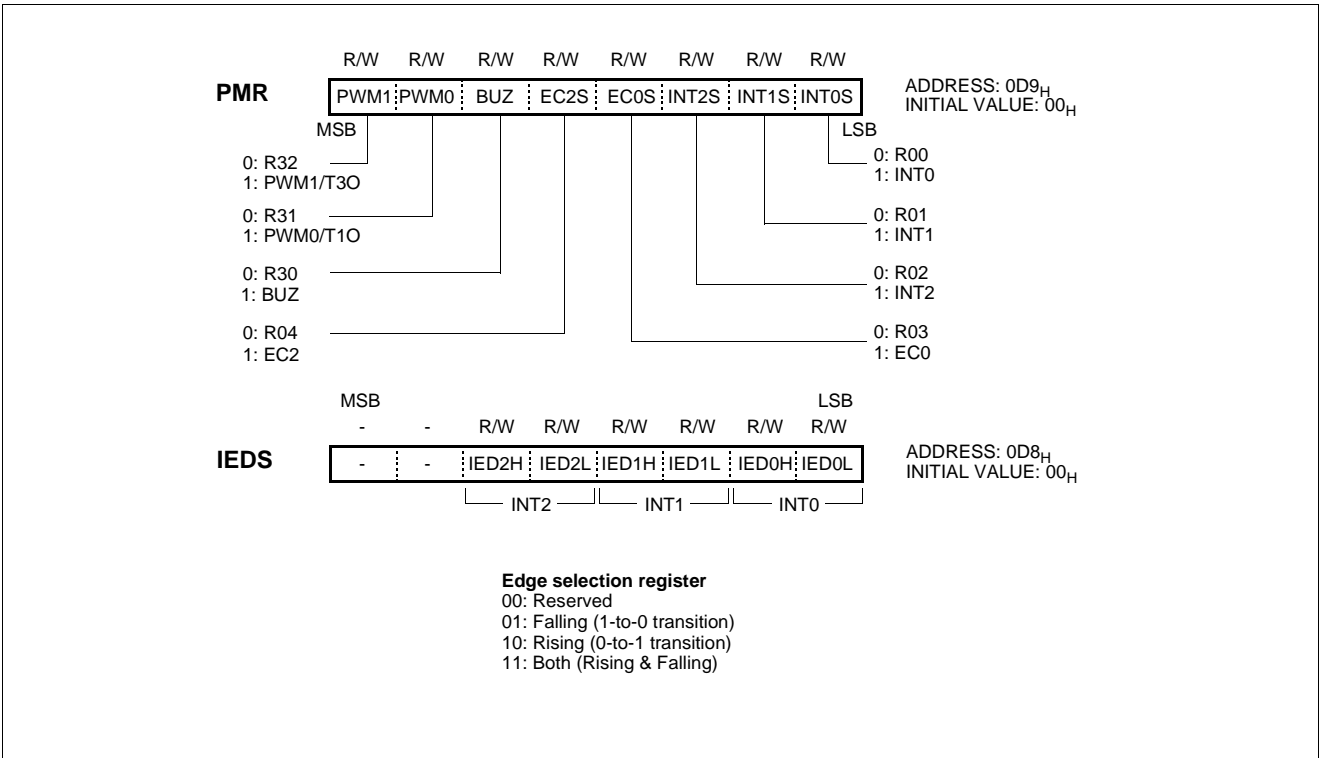 R/W R/W R/W R/W R/W R/W R/W R/W
PMR PWM1 PWM0 BUZ EC2S EC0S INT2S INT1S INT0S ADDRESS: 0D9H
INITIAL VALUE: 00H
MSB LSB
0: R32
1: PWM1/T3O
0: R31
1: PWM0/T1O
0: R30
1: BUZ
0: R04
1: EC2
0: R00
1: INT0
0: R01
1: INT1
0: R02
1: INT2
0: R03
1: EC0
MSB LSB
- - R/W R/W R/W R/W R/W R/W
IEDS - - IED2H IED2L IED1H IED1L IED0H IED0L ADDRESS: 0D8H
INITIAL VALUE: 00H
INT2 INT1 INT0
Edge selection register
00: Reserved
01: Falling (1-to-0 transition)
10: Rising (0-to-1 transition)
11: Both (Rising & Falling)